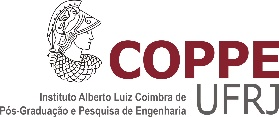 COPPE
UFRJ
Instituto Alberto Luiz Coimbra de
Pós-Graduação e Pesquisa de Engenharia